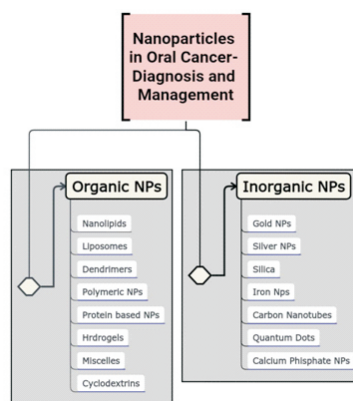 Nanoparticles
in Oral Cancer-
Diagnosis and
Management
Organic NPs
Nanolipids
Liposomes
Dendrimers
Polymeric NPs
Protein based NPs
Hrdrogels
Miscelles
Cyclodextrins
Inorganic NPs
Gold NPs
Silver NPs
Silica
Iron Nps
Carbon Nanotubes
Quantum Dots
Calcium Phisphate NPs